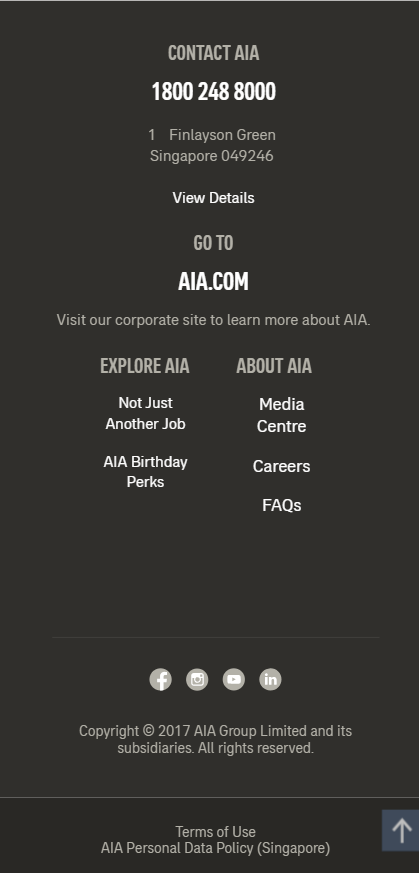 CONTACT AIA
1800 248 8000
1 Finlayson Green
Singapore 049246
View Details
GO TO
AIA.COM
Visit our corporate site to learn more about AIA.
EXPLORE AIA
Not Just
Another Job
AIA Birthday
Perks
ABOUT AIA
Media
Centre
Careers
FAQs
Copyright © 2017 AIA Group Limited and its
subsidiaries. All rights reserved.
Terms of Use
AIA Personal Data Policy (Singapore)